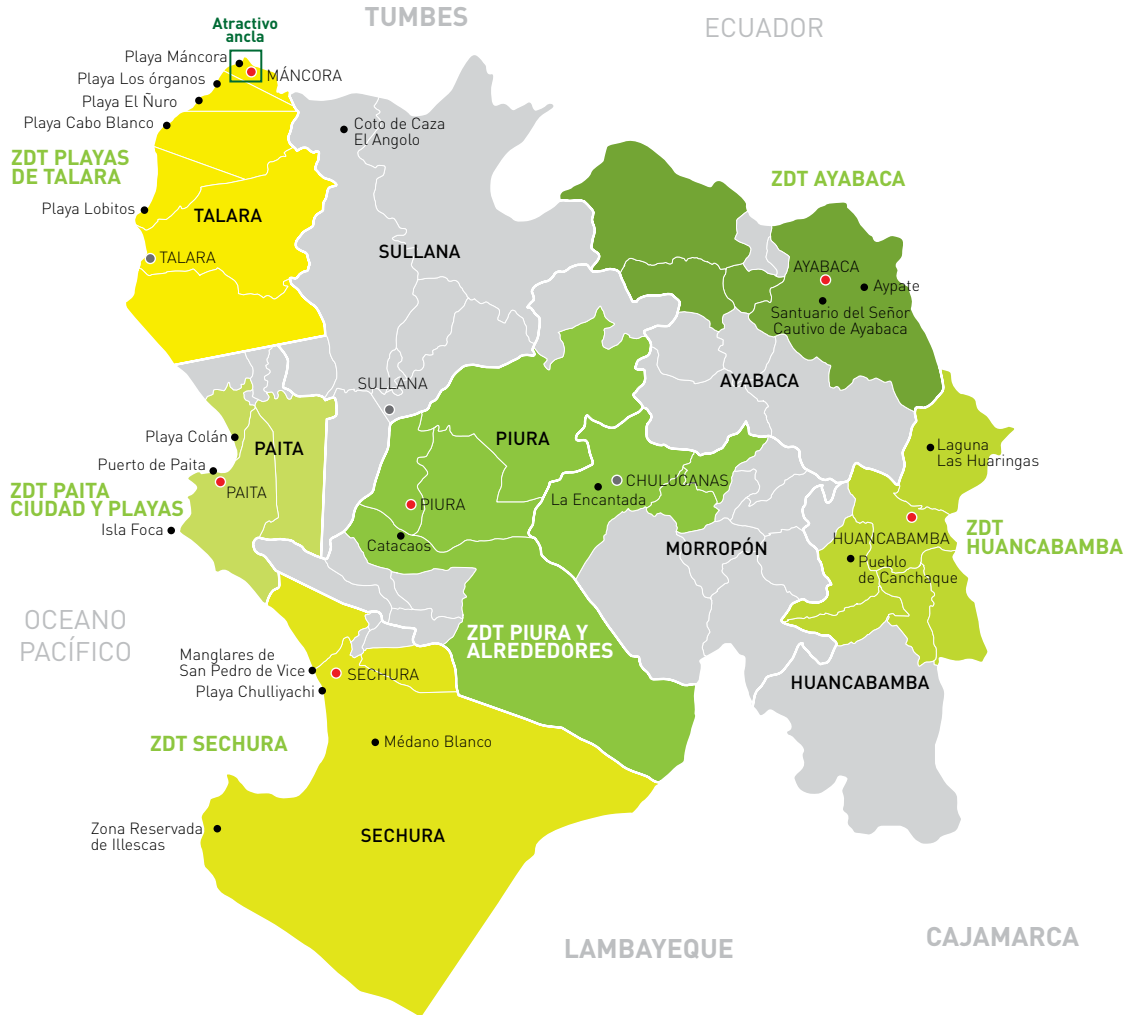 TUMBES
ECUADOR
Atractivo
ancla
Playa Máncora
MÁNCORA
Playa Los órganos
Playa El Ñuro
Playa Cabo Blanco
Coto de Caza
El Angolo
ZDT PLAYAS
DE TALARA
ZDT AYABACA
Playa Lobitos
TALARA
TALARA
SULLANA
AYABACA
Aypate
Santuario del Señor
Cautivo de Ayabaca
SULLANA
AYABACA
Playa Colán
PAITA
PIURA
Laguna
Las Huaringas
Puerto de Paita
PAITA
ZDT PAITA
CIUDAD Y PLAYAS
Isla Foca
CHULUCANAS
La Encantada
PIURA
Catacaos
MORROPÓN
HUANCABAMBA
ZDT
HUANCABAMBA
Pueblo
de Canchaque
OCEANO
PACÍFICO
ZDT PIURA Y
ALREDEDORES
Manglares de
San Pedro de Vice
SECHURA
Playa Chulliyachi
HUANCABAMBA
ZDT SECHURA
Médano Blanco
Zona Reservada
de Illescas
SECHURA
LAMBAYEQUE
CAJAMARCA